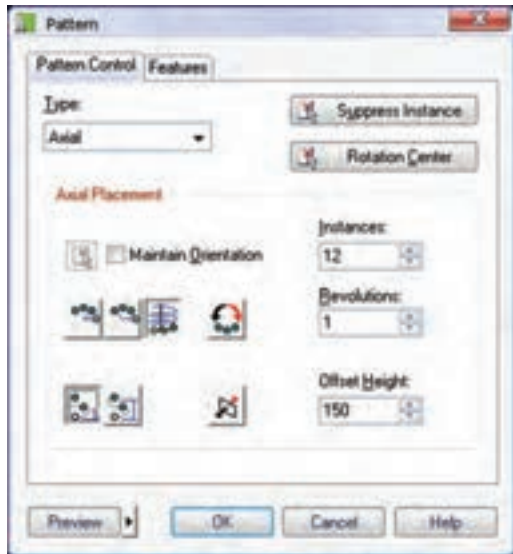 Pattern
Pattern Control Features
Type:
Axial
Suppress Instance
Rotation Center
Axial Placement
Maintain Orientation
Instances:
12
Revolutions:
1
Offset Height:
150
Preview OK Cancel Help